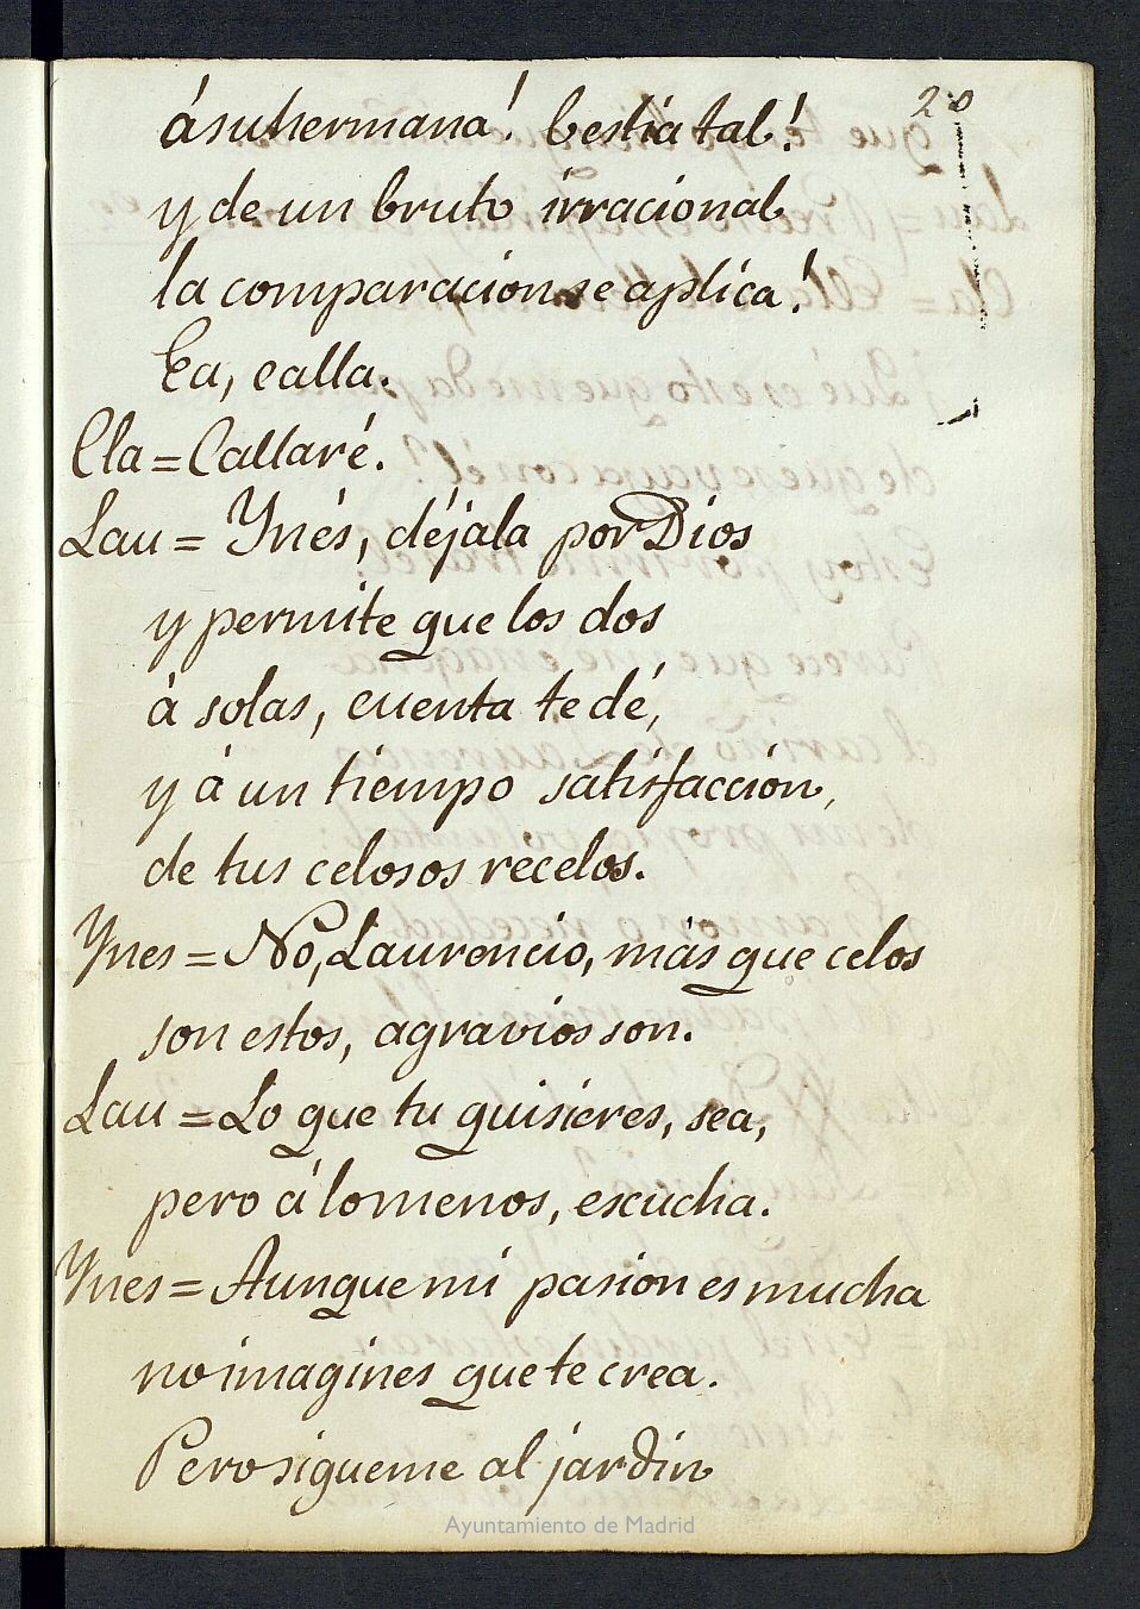 20
á su hermana! bestia tal!
y de un bruto irracional
la comparacion se aplica!
Ea, calla.
Cla = Callaré.
Lau = Ynés, déjala por Dios
y permite que los dos
á solas, cuenta te dé,
y á un tiempo satisfaccion,
de tus celosos recelos.
Ynes = No, Laurencio, más que celos
son estos, agravios son.
Lau = Lo que tu quisieres, sea,
pero á lo menos, escucha.
Ynes = Aunque mi pasion es mucha
no imagines que te crea.
Pero sigueme al jardin
Ayuntamiento de Madrid